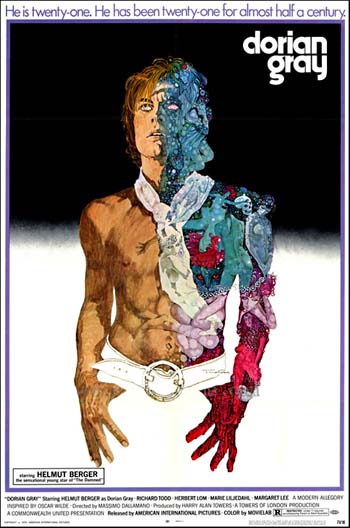 He is twenty-one. He has been twenty-one for almost half a century.
dorian
gray
starring HELMUT BERGER
the sensational young star of "The Damned"
"DORIAN GRAY" Starring HELMUT BERGER as Dorian Gray · RICHARD TODD · HERBERT LOM · MARIE LILJEDAHL · MARGARET LEE A MODERN ALLEGORY
INSPIRED BY OSCAR WILDE · Directed by MASSIMO DALLAMANO · Produced by HARRY ALAN TOWERS · A TOWERS OF LONDON PRODUCTION
A COMMONWEALTH UNITED PRESENTATION · Released by AMERICAN INTERNATIONAL PICTURES · COLOR by MOVIELAB R RESTRICTED